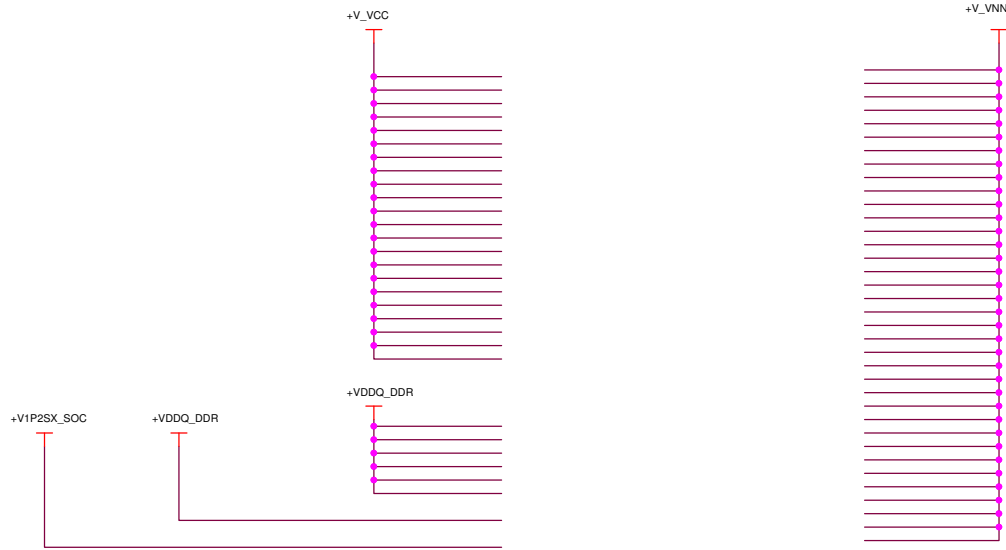 +V_VCC
+V_VNN
+VDDQ_DDR
+V1P2SX_SOC
+VDDQ_DDR